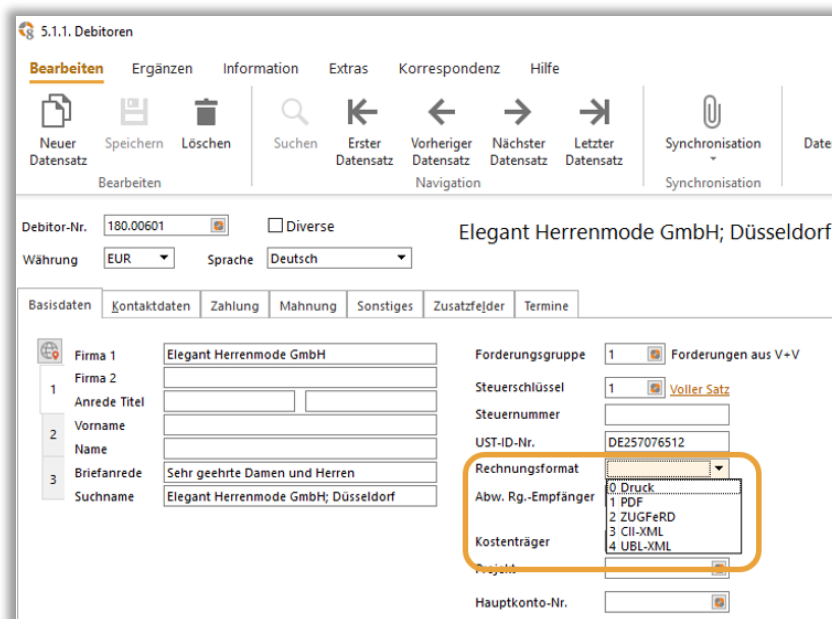 5.1.1. Debitoren
Bearbeiten Ergänzen Information Extras Korrespondenz Hilfe
Neuer Datensatz Speichern Löschen Suchen Erster Datensatz Vorheriger Datensatz Nächster Datensatz Letzter Datensatz Synchronisation
Bearbeiten Navigation Synchronisation
Debitor-Nr. 180.00601 Diverse Elegant Herrenmode GmbH; Düsseldorf
Währung EUR Sprache Deutsch
Basisdaten Kontaktdaten Zahlung Mahnung Sonstiges Zusatzfelder Termine
Firma 1 Elegant Herrenmode GmbH Forderungsgruppe 1 Forderungen aus V+V
Firma 2
1
Anrede Titel
Steuerschlüssel 1 Voller Satz
Vorname Steuernummer
2
Name UST-ID-Nr. DE257076512
3 Briefanrede Sehr geehrte Damen und Herren Rechnungsformat
Suchname Elegant Herrenmode GmbH; Düsseldorf Abw. Rg.-Empfänger
0 Druck
1 PDF
2 ZUGFeRD
3 CII-XML
4 UBL-XML
Kostenträger
Projekt
Hauptkonto-Nr.